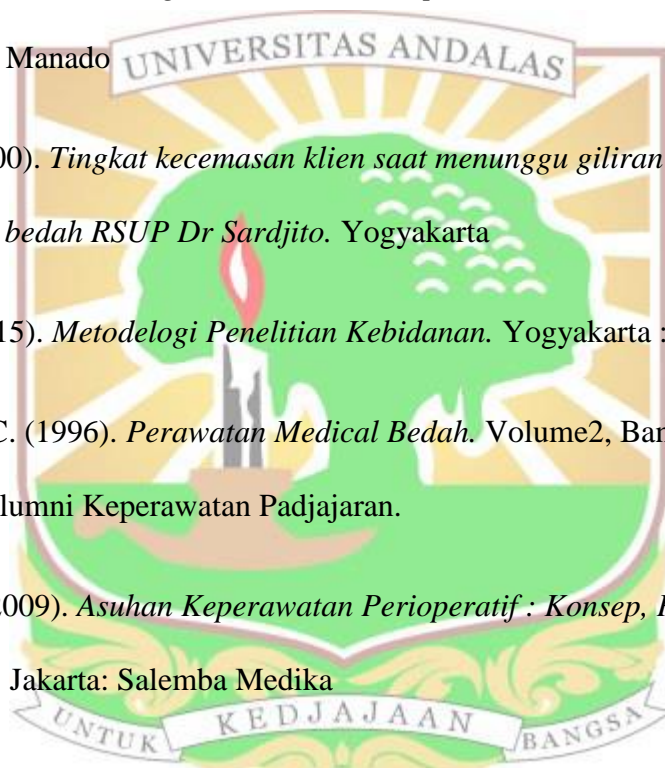 Manado
UNIVERSITAS ANDALAS
00). Tingkat kecemasan klien saat menunggu giliran
bedah RSUP Dr Sardjito. Yogyakarta
15). Metodelogi Penelitian Kebidanan. Yogyakarta :
C. (1996). Perawatan Medical Bedah. Volume2, Ban
lumni Keperawatan Padjajaran.
2009). Asuhan Keperawatan Perioperatif : Konsep,
Jakarta: Salemba Medika
UNTUK KEDJAJAAN BANGSA